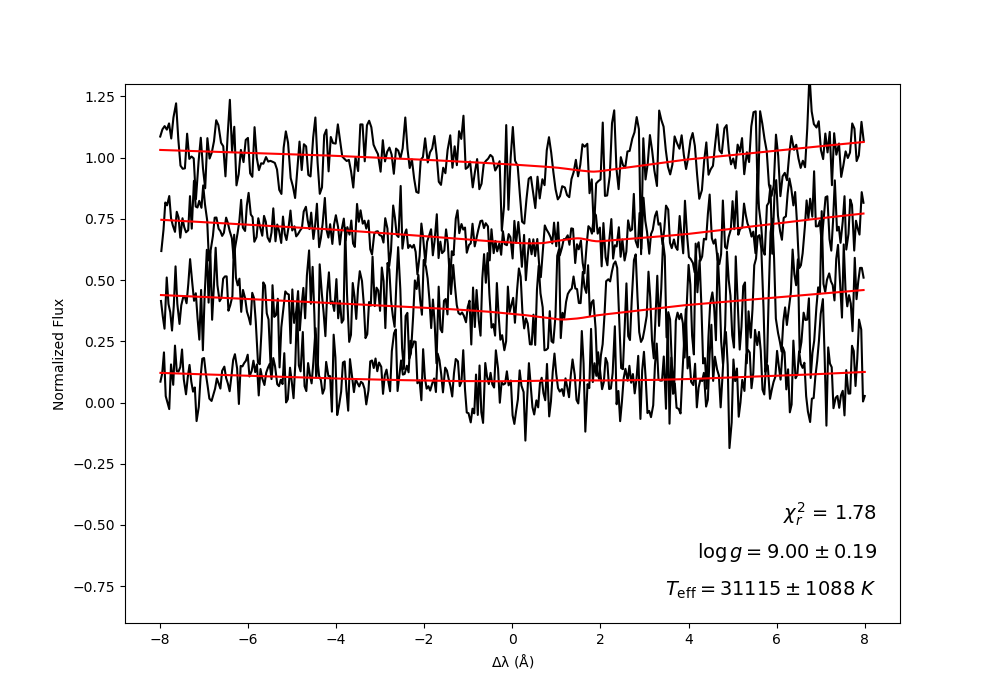 1.25
1.00
0.75
0.50
0.25
0.00
−0.25
−0.50
−0.75
Normalized Flux
χ²ᵣ = 1.78
log g = 9.00 ± 0.19
T_eff = 31115 ± 1088 K
−8 −6 −4 −2 0 2 4 6 8
Δλ (Å)